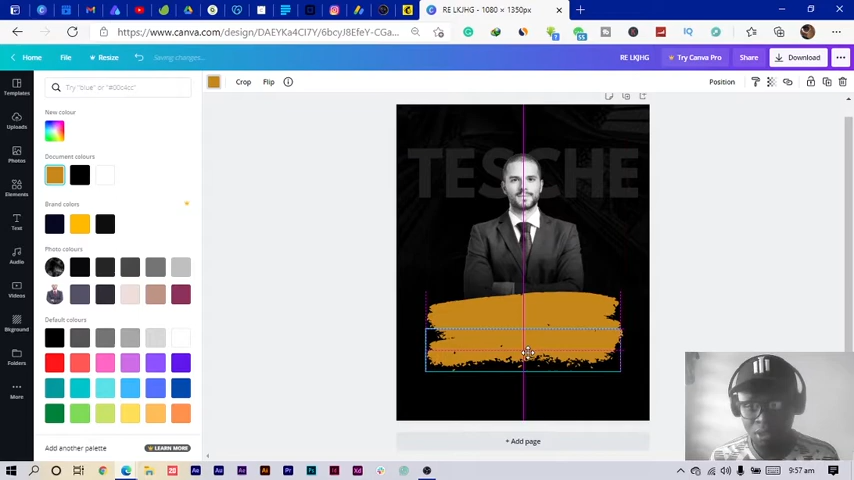 RE LKJHG - 1080 × 1350px
https://www.canva.com/design/DAEYKa4CI7Y/6bcyJ8EfeY-CGa...
Home
File
Resize
Saving changes...
RE LKJHG
Try Canva Pro
Share
Download
Templates
Uploads
Photos
Elements
Text
Audio
Videos
Bkground
Folders
More
Try "blue" or "#00c4cc"
New colour
Document colours
Brand colors
Photo colours
Default colours
Add another palette
LEARN MORE
Crop
Flip
Position
TESCHE
+ Add page
9:57 am